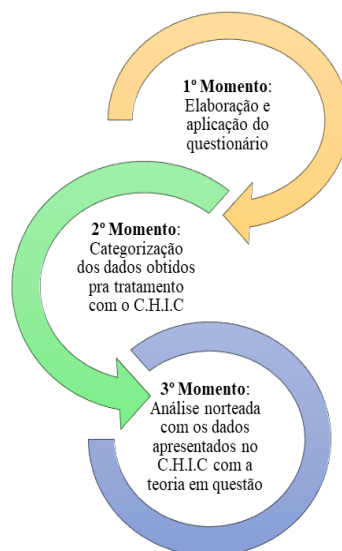 1º Momento:
Elaboração e
aplicação do
questionário
2º Momento:
Categorização
dos dados obtidos
pra tratamento
com o C.H.I.C
3º Momento:
Análise norteada
com os dados
apresentados no
C.H.I.C com a
teoria em questão